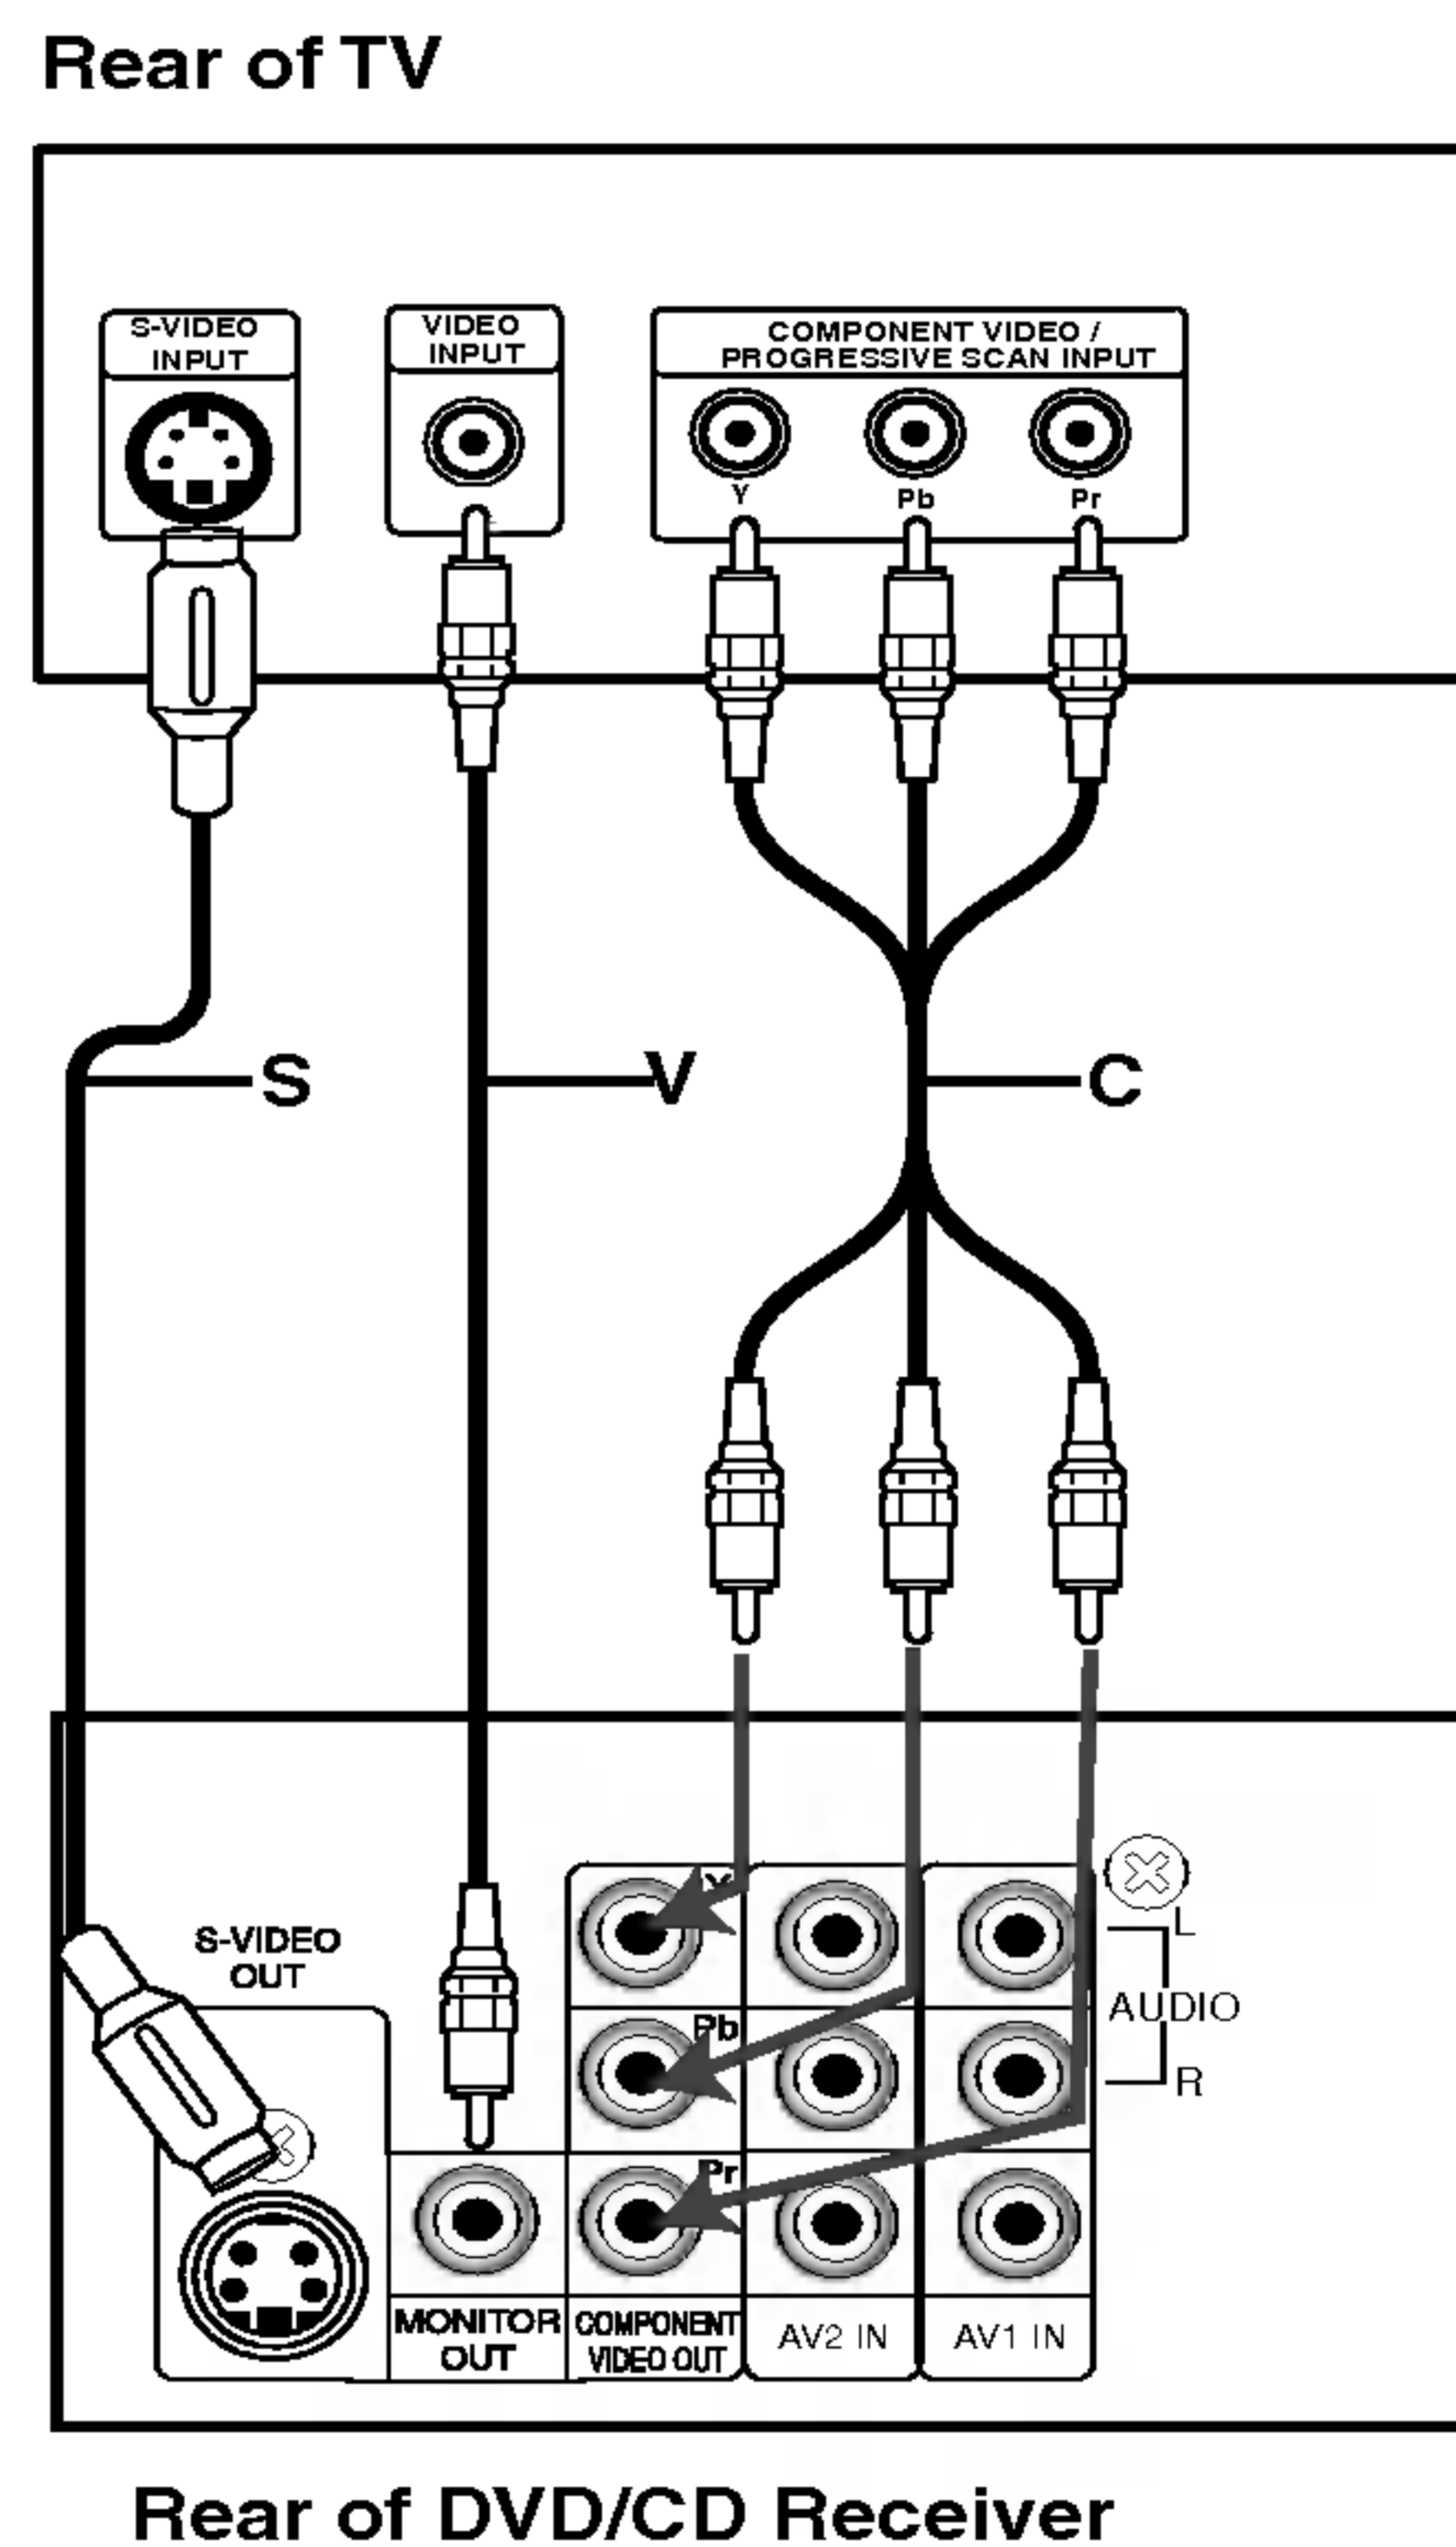 Rear of TV
S-VIDEO
INPUT
VIDEO
INPUT
COMPONENT VIDEO /
PROGRESSIVE SCAN INPUT
Y
Pb
Pr
S
V
C
Y
L
S-VIDEO
OUT
AUDIO
Pb
R
Pr
MONITOR
OUT
COMPONENT
VIDEO OUT
AV2 IN
AV1 IN
Rear of DVD/CD Receiver